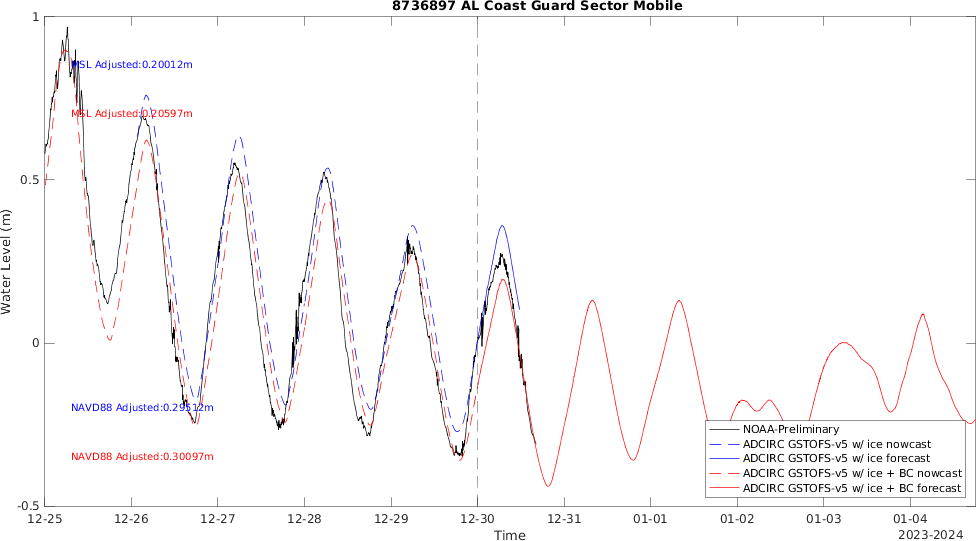 8736897 AL Coast Guard Sector Mobile
1
0.5
0
-0.5
Water Level (m)
MSL Adjusted:0.20012m
MSL Adjusted:0.20597m
NAVD88 Adjusted:0.29512m
NAVD88 Adjusted:0.30097m
NOAA-Preliminary
ADCIRC GSTOFS-v5 w/ ice nowcast
ADCIRC GSTOFS-v5 w/ ice forecast
ADCIRC GSTOFS-v5 w/ ice + BC nowcast
ADCIRC GSTOFS-v5 w/ ice + BC forecast
12-25 12-26 12-27 12-28 12-29 12-30 12-31 01-01 01-02 01-03 01-04
Time
2023-2024